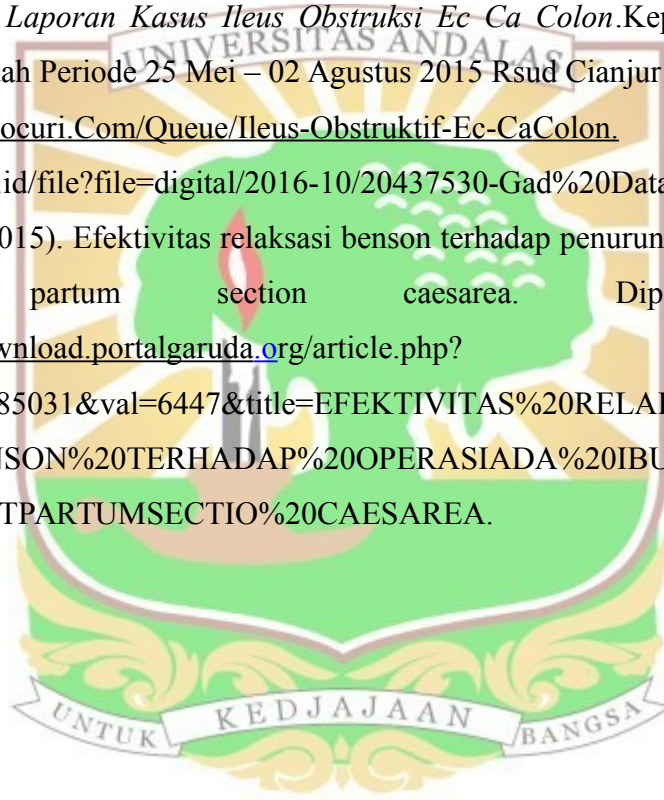 Laporan Kasus Ileus Obstruksi Ec Ca Colon.Kep
UNIVERSITAS ANDALAS
ah Periode 25 Mei – 02 Agustus 2015 Rsud Cianjur
ocuri.Com/Queue/Ileus-Obstruktif-Ec-CaColon.
.id/file?file=digital/2016-10/20437530-Gad%20Data
015). Efektivitas relaksasi benson terhadap penurun
partum section caesarea. Dip
wnload.portalgaruda.org/article.php?
85031&val=6447&title=EFEKTIVITAS%20RELA
NSON%20TERHADAP%20OPERASIADA%20IBU
TPARTUMSECTIO%20CAESAREA.
UNTUK KEDJAJAAN BANGSA